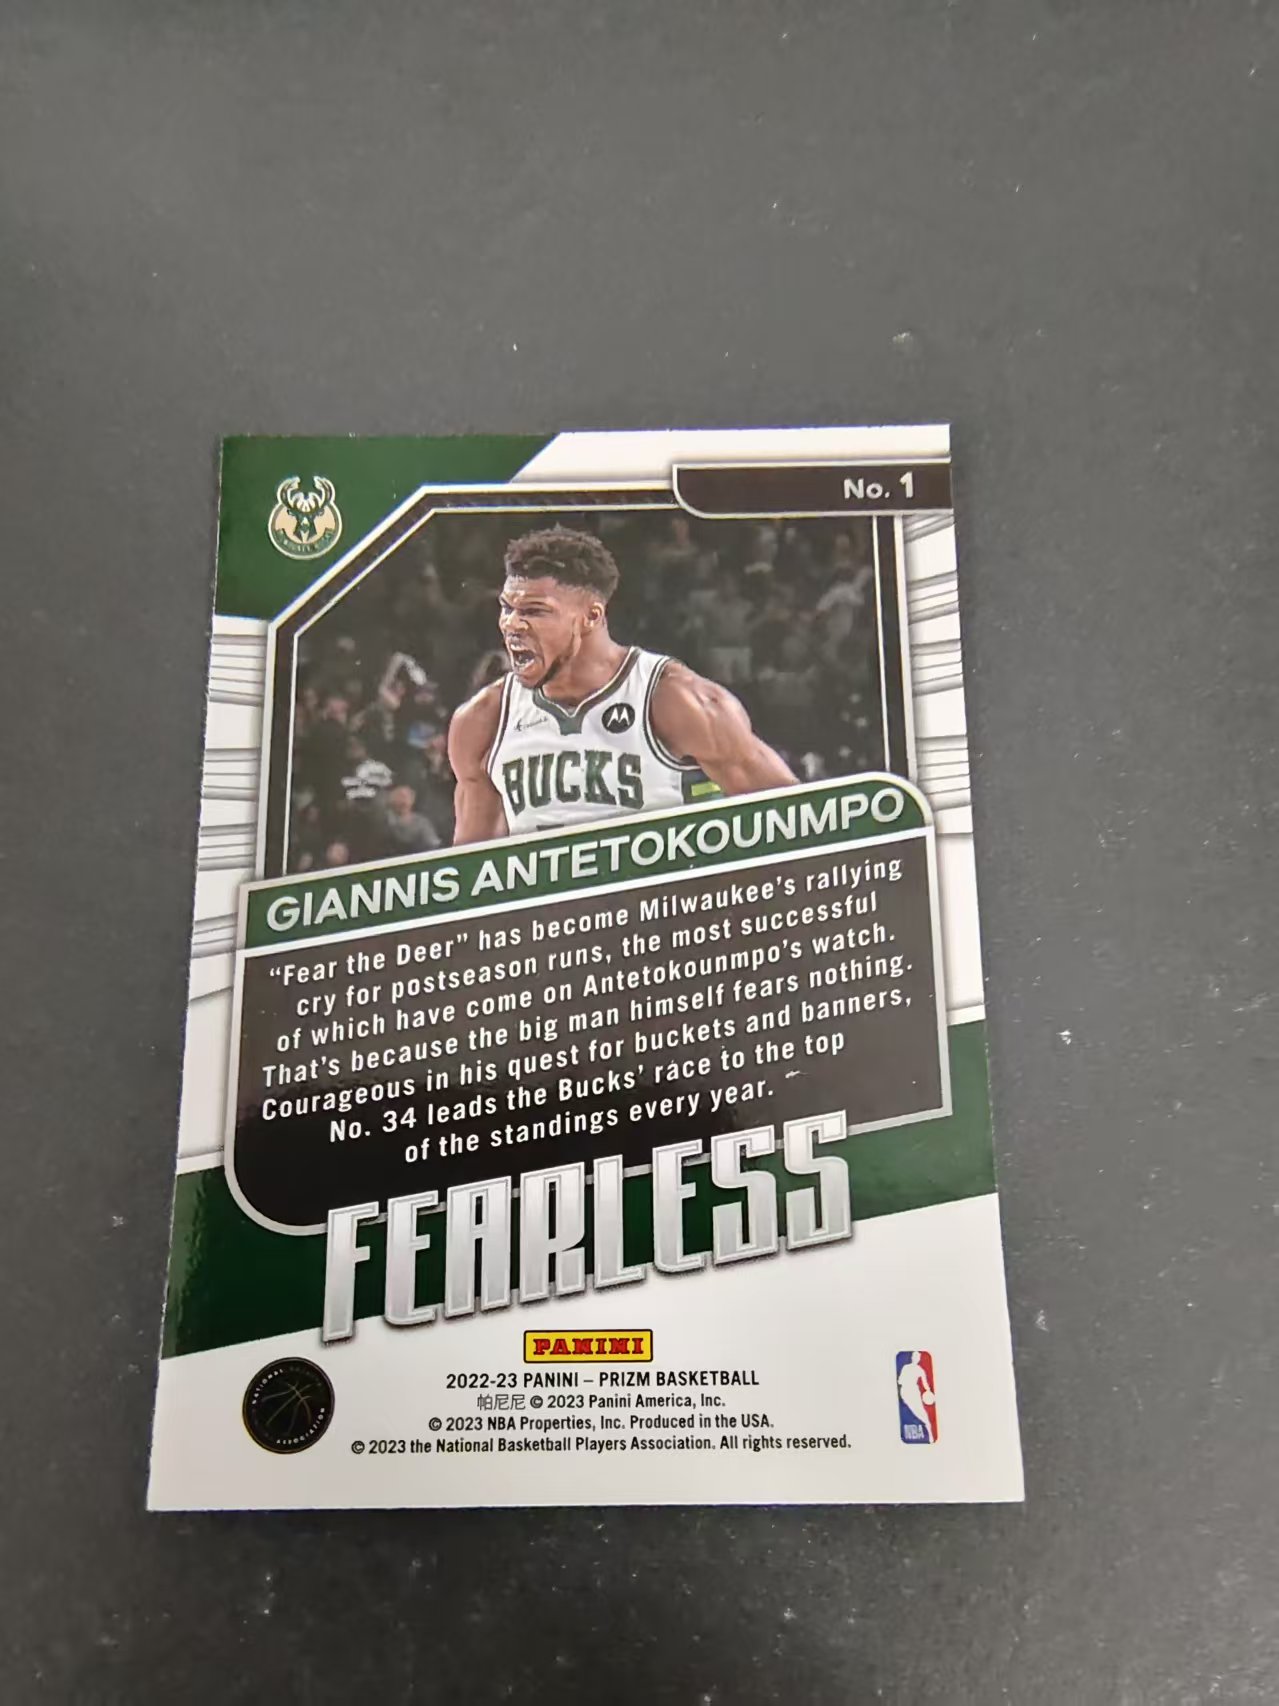 No. 1
BUCKS
GIANNIS ANTETOKOUNMPO
“Fear the Deer” has become Milwaukee’s rallying
cry for postseason runs, the most successful
of which have come on Antetokounmpo’s watch.
That’s because the big man himself fears nothing.
Courageous in his quest for buckets and banners,
No. 34 leads the Bucks’ race to the top
of the standings every year.
FEARLESS
PANINI
2022-23 PANINI – PRIZM BASKETBALL
帕尼尼 © 2023 Panini America, Inc.
© 2023 NBA Properties, Inc. Produced in the USA.
© 2023 the National Basketball Players Association. All rights reserved.
NATIONAL
ASSOCIATION
NBA